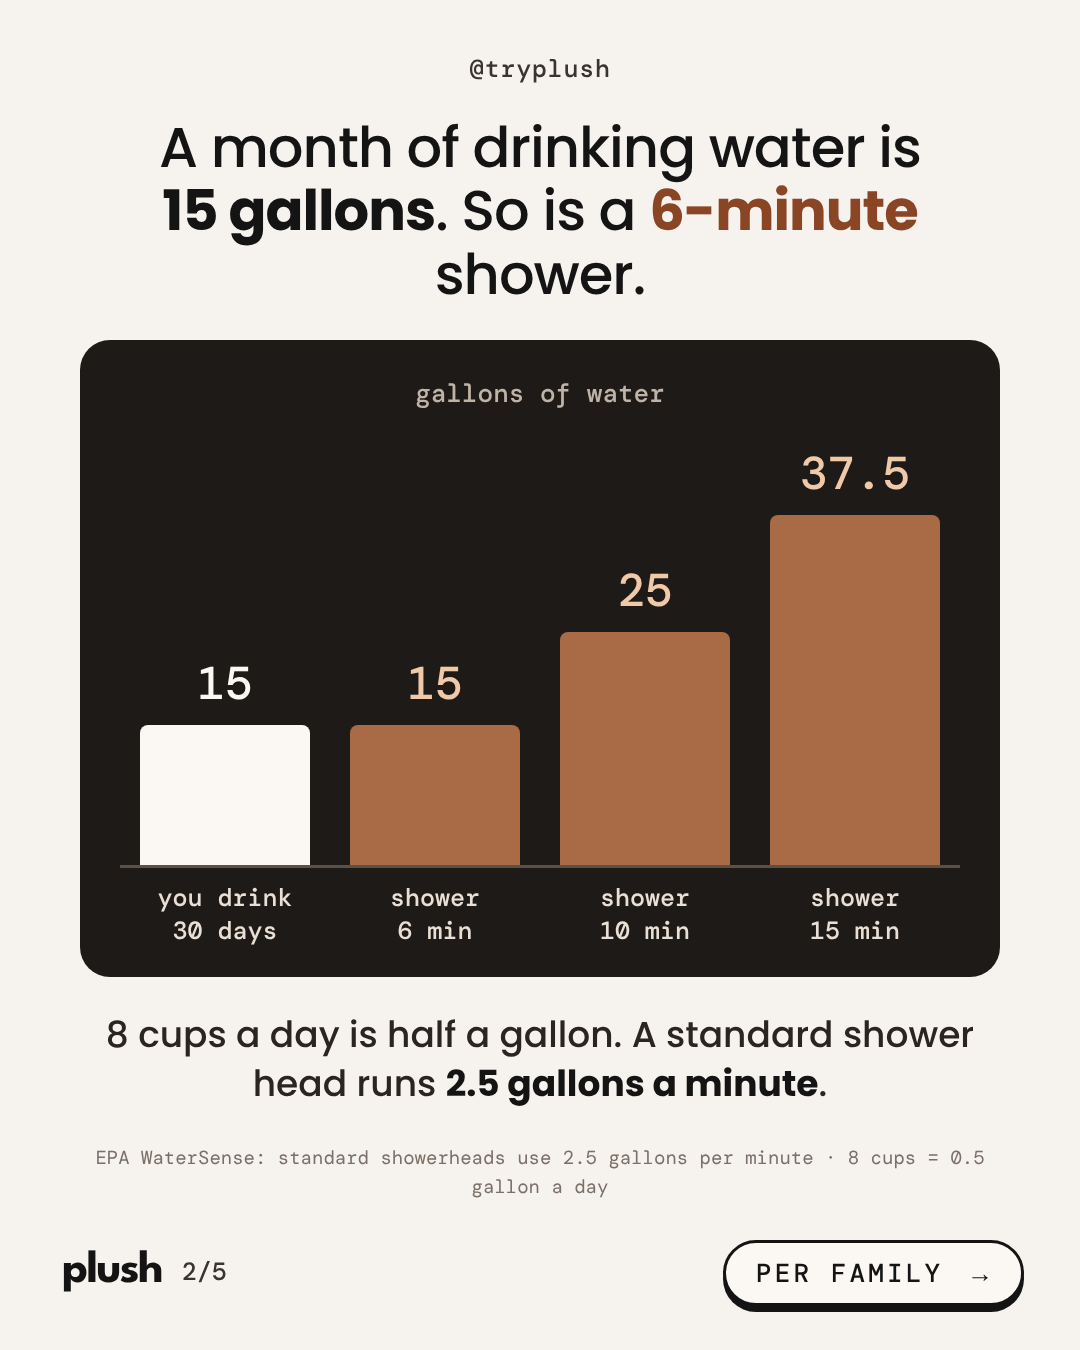 @tryplush
A month of drinking water is
15 gallons. So is a 6-minute
shower.
gallons of water
15
15
25
37.5
you drink
30 days
shower
6 min
shower
10 min
shower
15 min
8 cups a day is half a gallon. A standard shower
head runs 2.5 gallons a minute.
EPA WaterSense: standard showerheads use 2.5 gallons per minute · 8 cups = 0.5
gallon a day
plush 2/5
PER FAMILY →